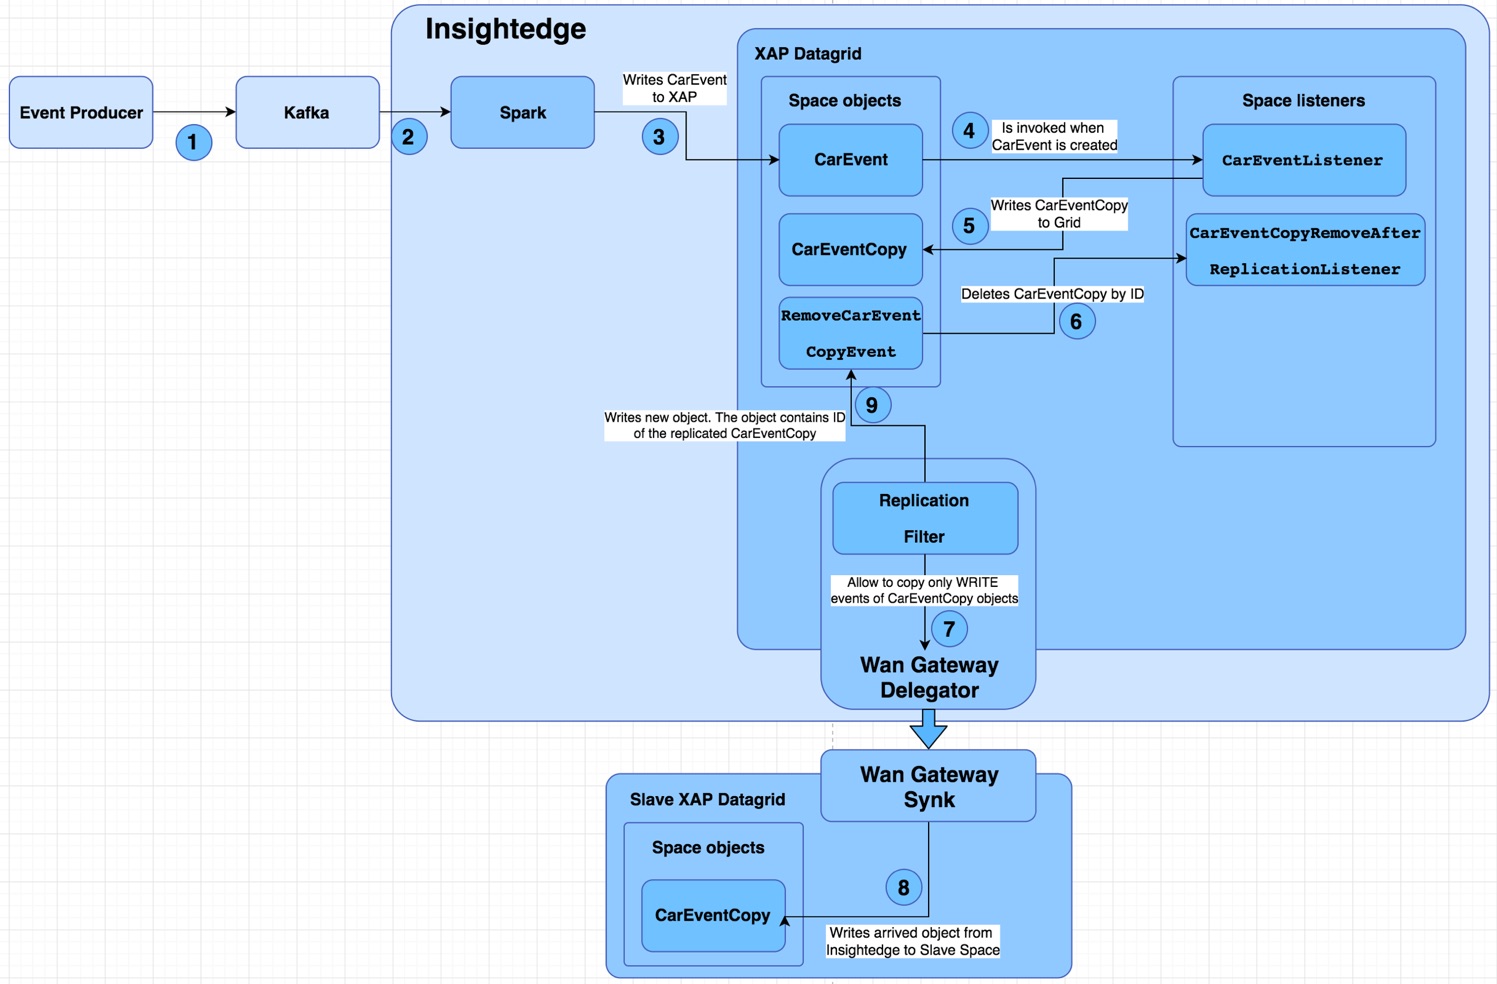 Insightedge
XAP Datagrid
Event Producer
1
Kafka
2
Spark
Writes CarEvent
to XAP
3
Space objects
CarEvent
4
Is invoked when
CarEvent is created
Space listeners
CarEventListener
CarEventCopy
5
Writes CarEventCopy
to Grid
CarEventCopyRemoveAfter
ReplicationListener
RemoveCarEvent
CopyEvent
Deletes CarEventCopy by ID
6
9
Writes new object. The object contains ID
of the replicated CarEventCopy
Replication
Filter
Allow to copy only WRITE
events of CarEventCopy objects
7
Wan Gateway
Delegator
Wan Gateway
Synk
Slave XAP Datagrid
Space objects
CarEventCopy
8
Writes arrived object from
Insightedge to Slave Space